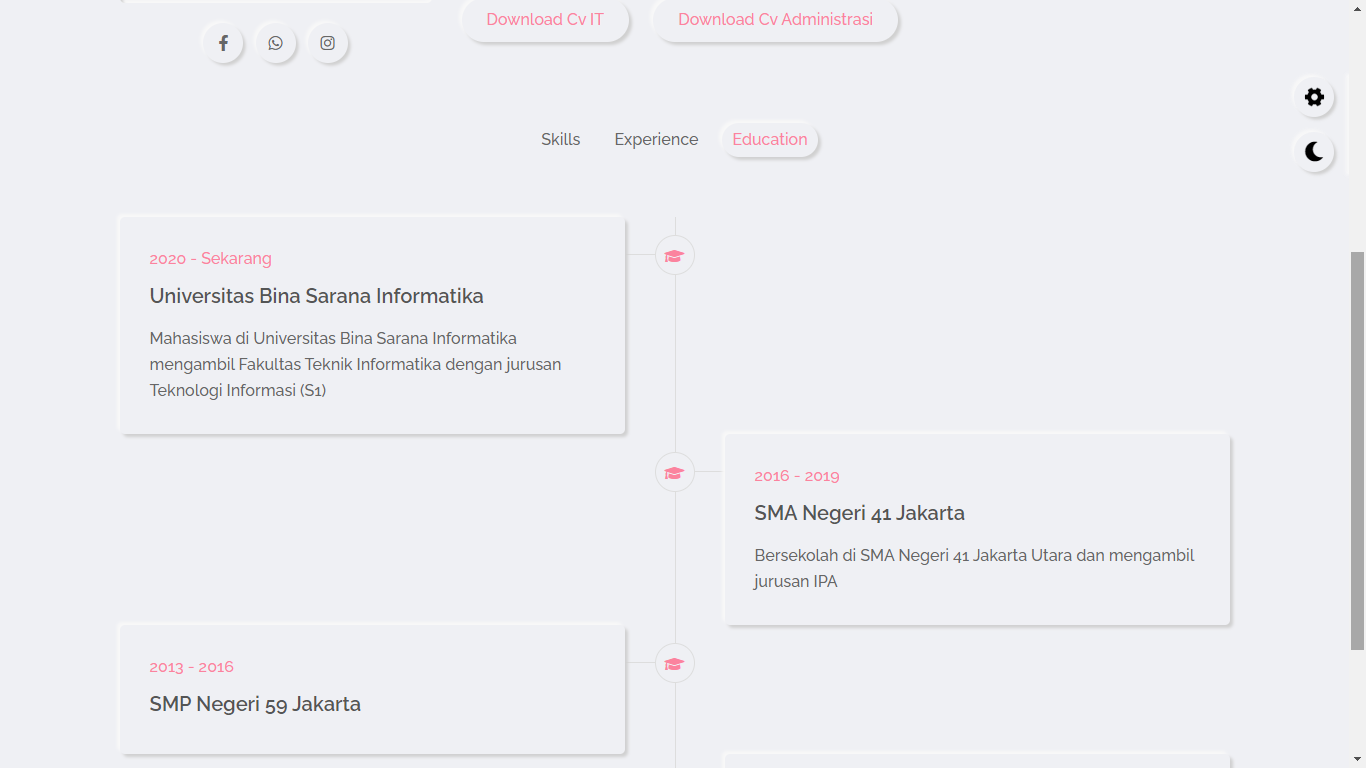 Download Cv IT
Download Cv Administrasi
Skills
Experience
Education
2020 - Sekarang
Universitas Bina Sarana Informatika
Mahasiswa di Universitas Bina Sarana Informatika
mengambil Fakultas Teknik Informatika dengan jurusan
Teknologi Informasi (S1)
2016 - 2019
SMA Negeri 41 Jakarta
Bersekolah di SMA Negeri 41 Jakarta Utara dan mengambil
jurusan IPA
2013 - 2016
SMP Negeri 59 Jakarta